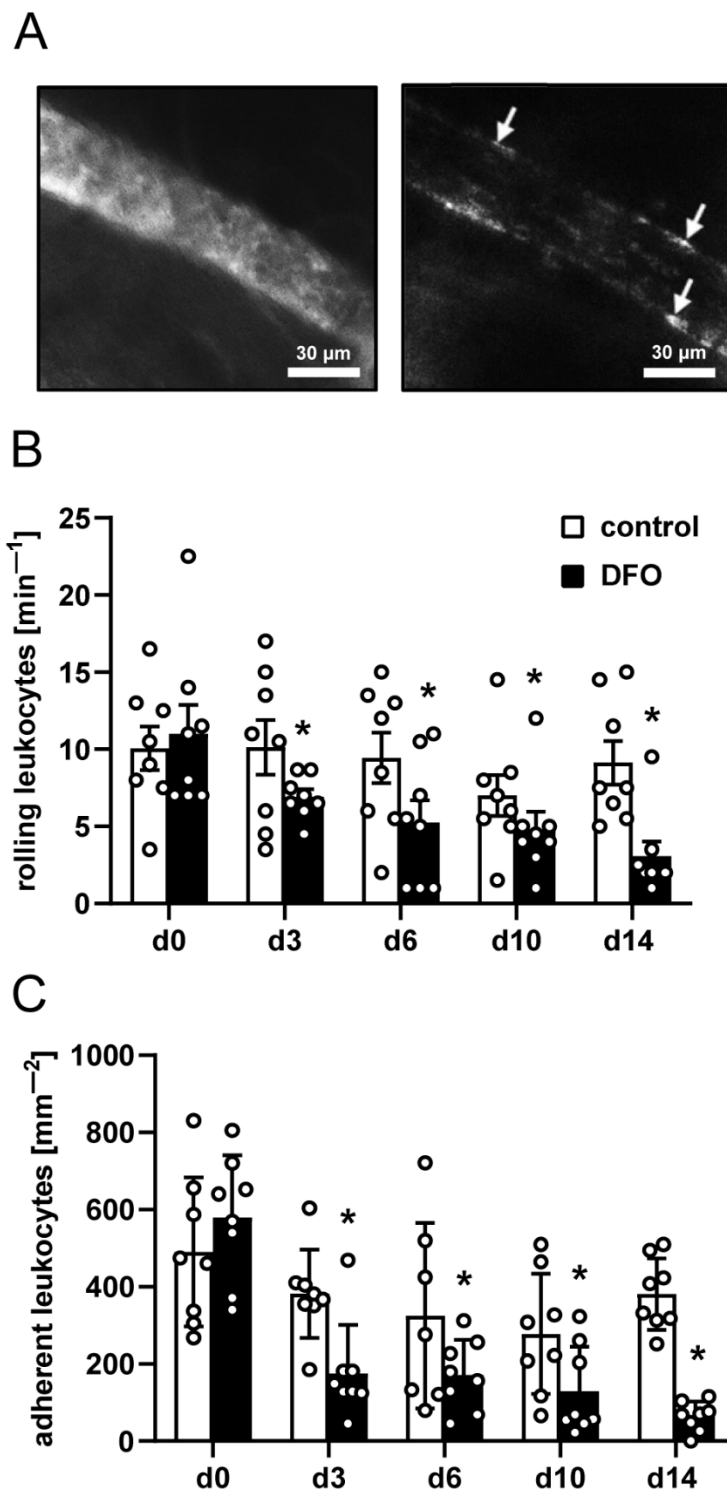 A
30 µm
30 µm
B
rolling leukocytes [min⁻¹]
25
20
15
10
5
0
control
DFO
*
*
*
*
d0 d3 d6 d10 d14
C
adherent leukocytes [mm⁻²]
1000
800
600
400
200
0
*
*
*
*
d0 d3 d6 d10 d14